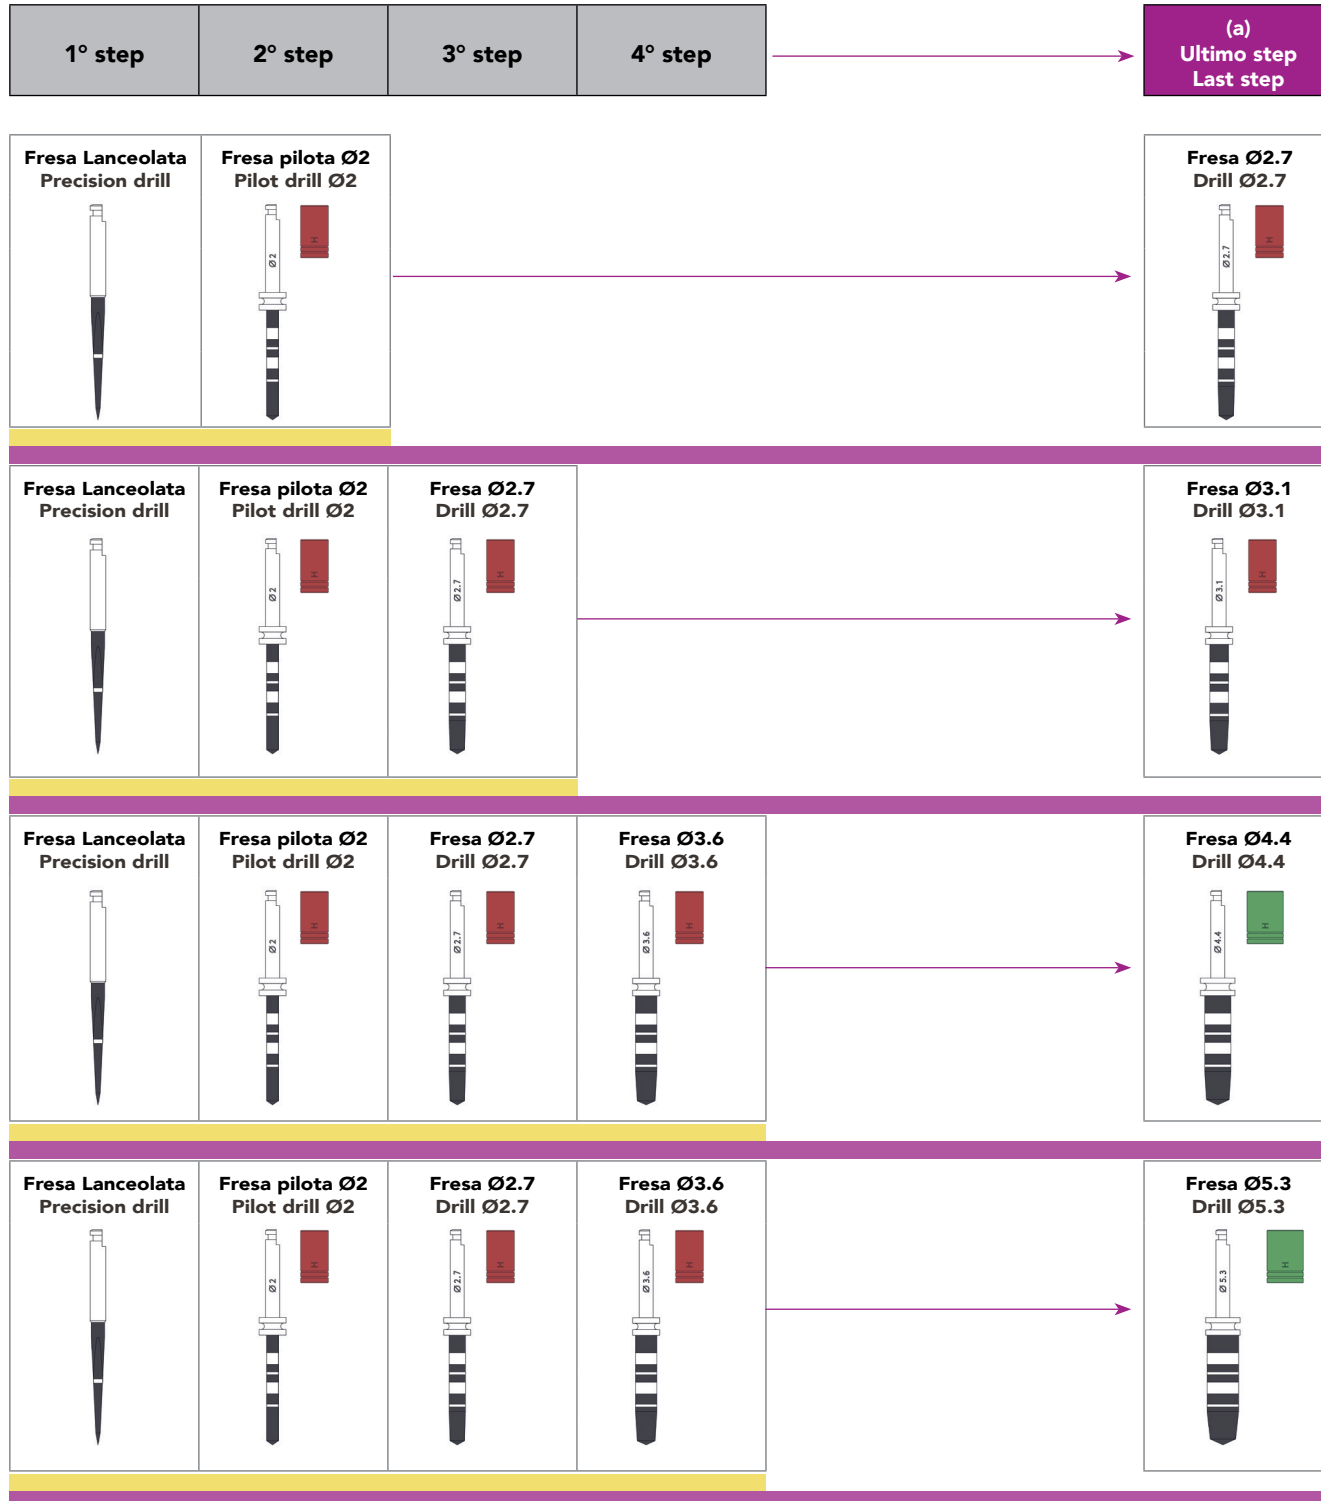 1° step
2° step
3° step
4° step
(a)
Ultimo step
Last step
Fresa Lanceolata
Precision drill
Fresa pilota Ø2
Pilot drill Ø2
Fresa Ø2.7
Drill Ø2.7
Ø2
H
Ø2.7
H
Fresa Lanceolata
Precision drill
Fresa pilota Ø2
Pilot drill Ø2
Fresa Ø2.7
Drill Ø2.7
Fresa Ø3.1
Drill Ø3.1
Ø2
H
Ø2.7
H
Ø3.1
H
Fresa Lanceolata
Precision drill
Fresa pilota Ø2
Pilot drill Ø2
Fresa Ø2.7
Drill Ø2.7
Fresa Ø3.6
Drill Ø3.6
Fresa Ø4.4
Drill Ø4.4
Ø2
H
Ø2.7
H
Ø3.6
H
Ø4.4
H
Fresa Lanceolata
Precision drill
Fresa pilota Ø2
Pilot drill Ø2
Fresa Ø2.7
Drill Ø2.7
Fresa Ø3.6
Drill Ø3.6
Fresa Ø5.3
Drill Ø5.3
Ø2
H
Ø2.7
H
Ø3.6
H
Ø5.3
H